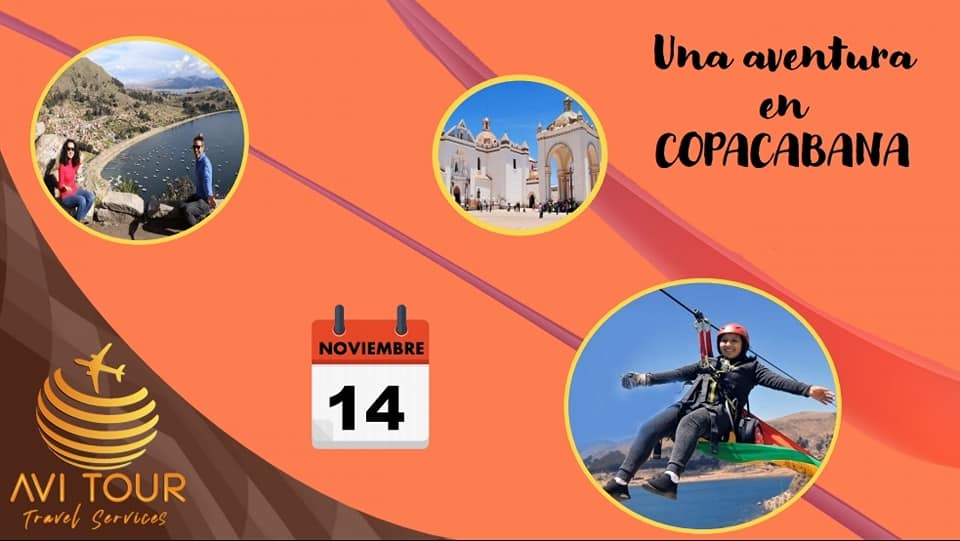 Una aventura
en
COPACABANA
NOVIEMBRE
14
AVI TOUR
Travel Services